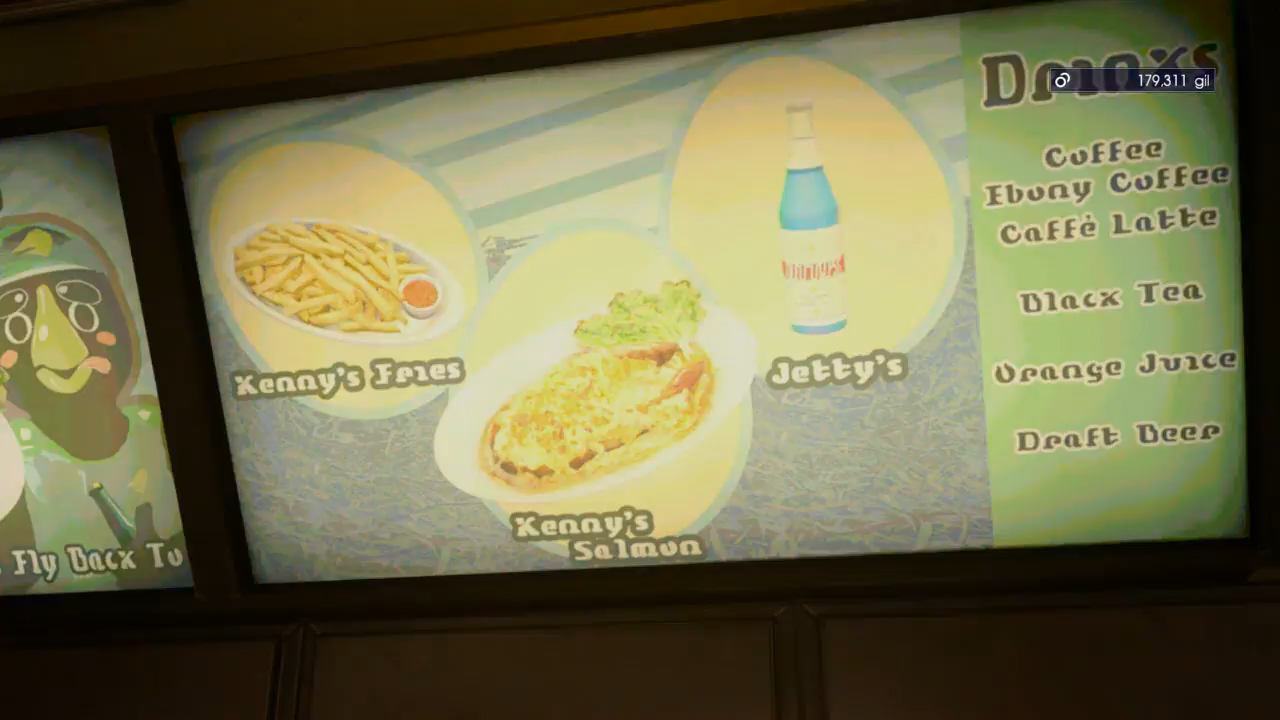 Drinks
179,311 gil
Coffee
Ebony Coffee
Caffè Latte
Black Tea
Orange Juice
Draft Beer
Kenny's Fries
Jetty's
Kenny's
Salmon
Fly Back To